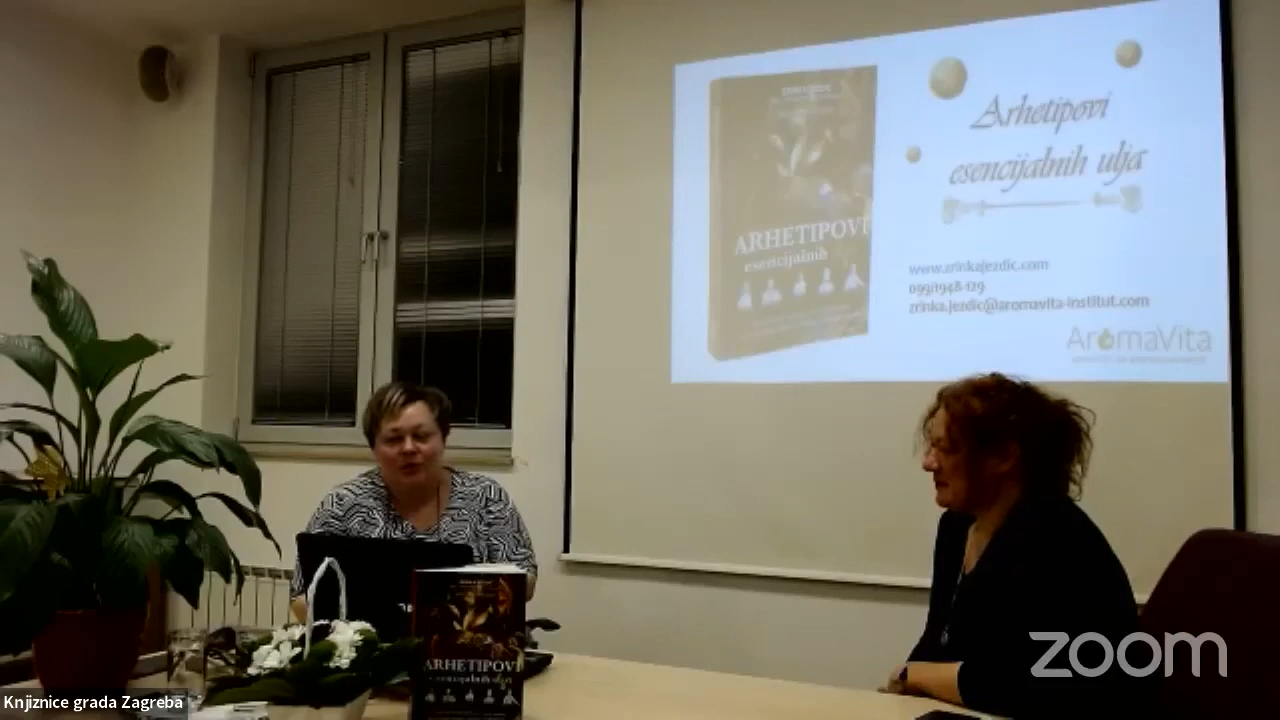 ARHETIPOVI
esencijalnih
Arhetipovi
esencijalnih ulja
www.zrinkajezdic.com
099/1948-129
zrinka.jezdic@aromavita-institut.com
AromaVita
ARHETIPOVI
esencijalnih ulja
zoom
Knjiznice grada Zagreba